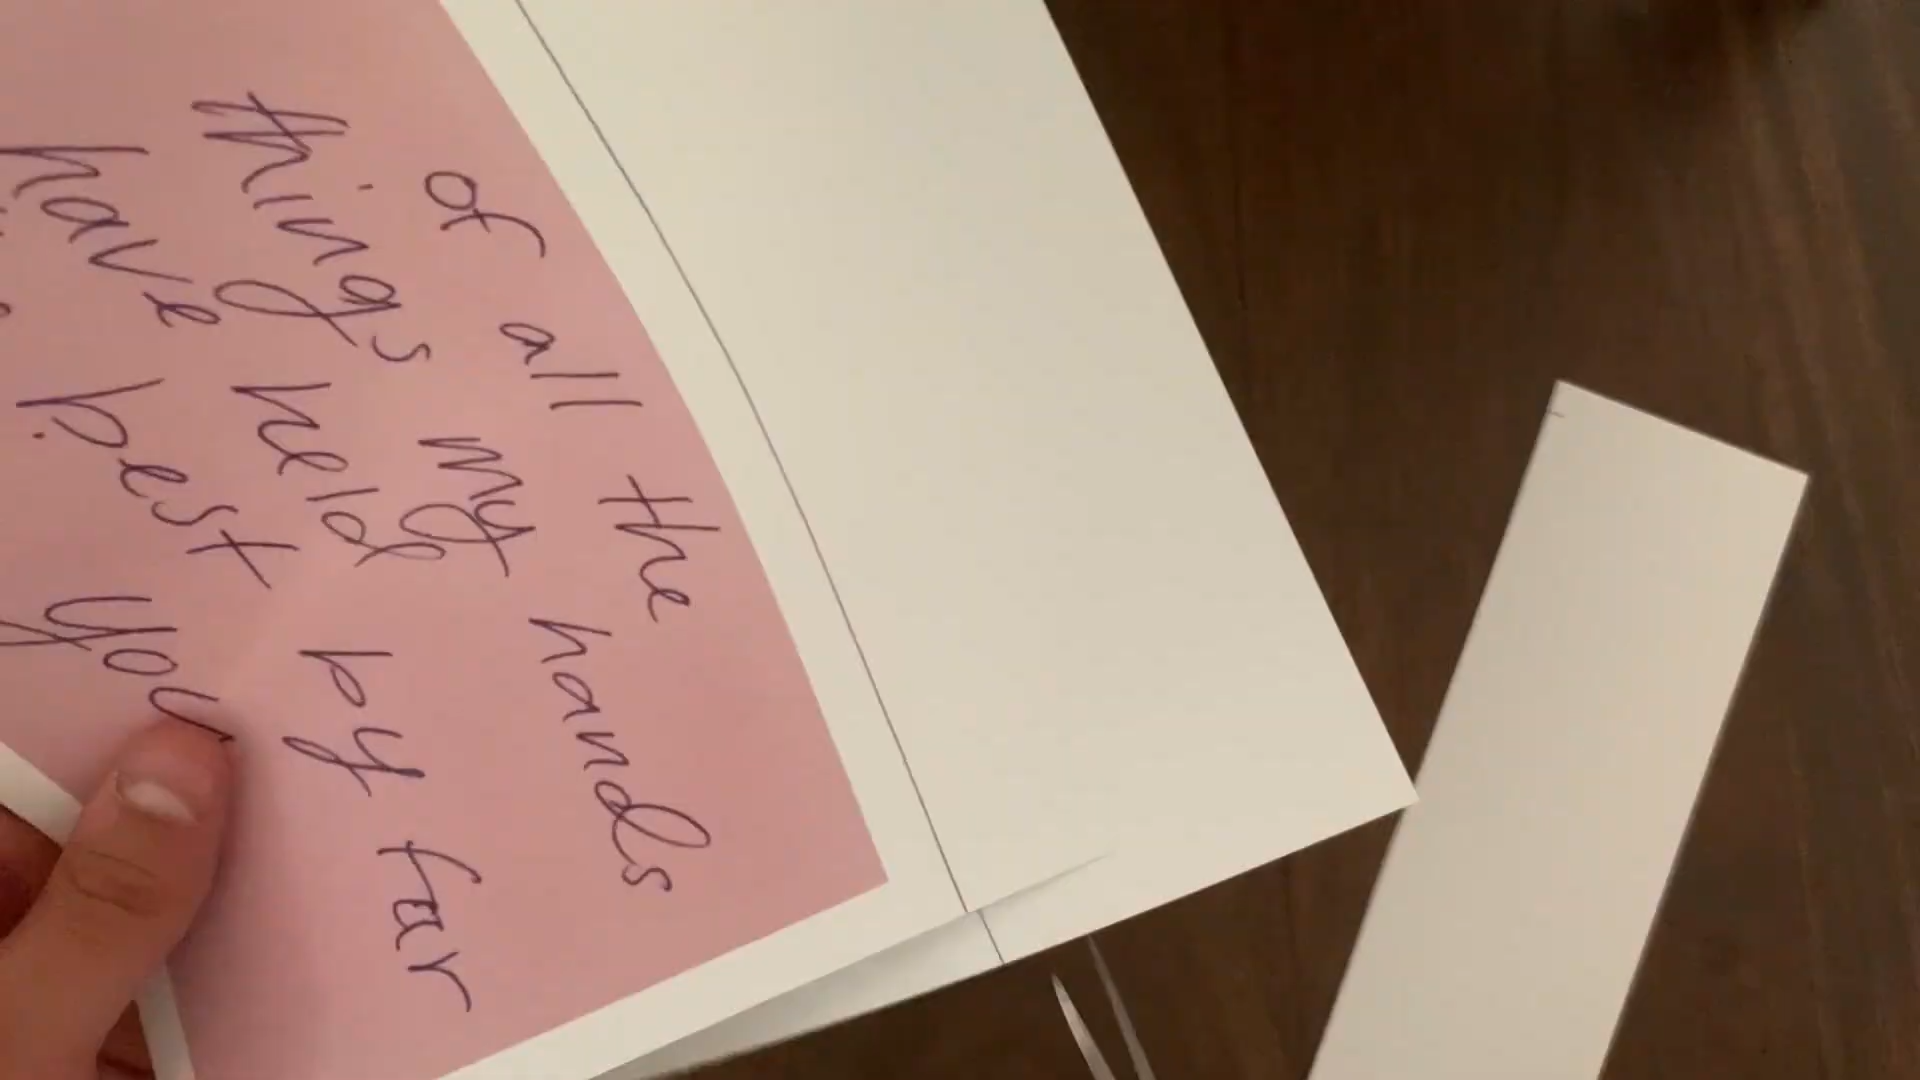 of all the
things my hands
have held
best by far
you